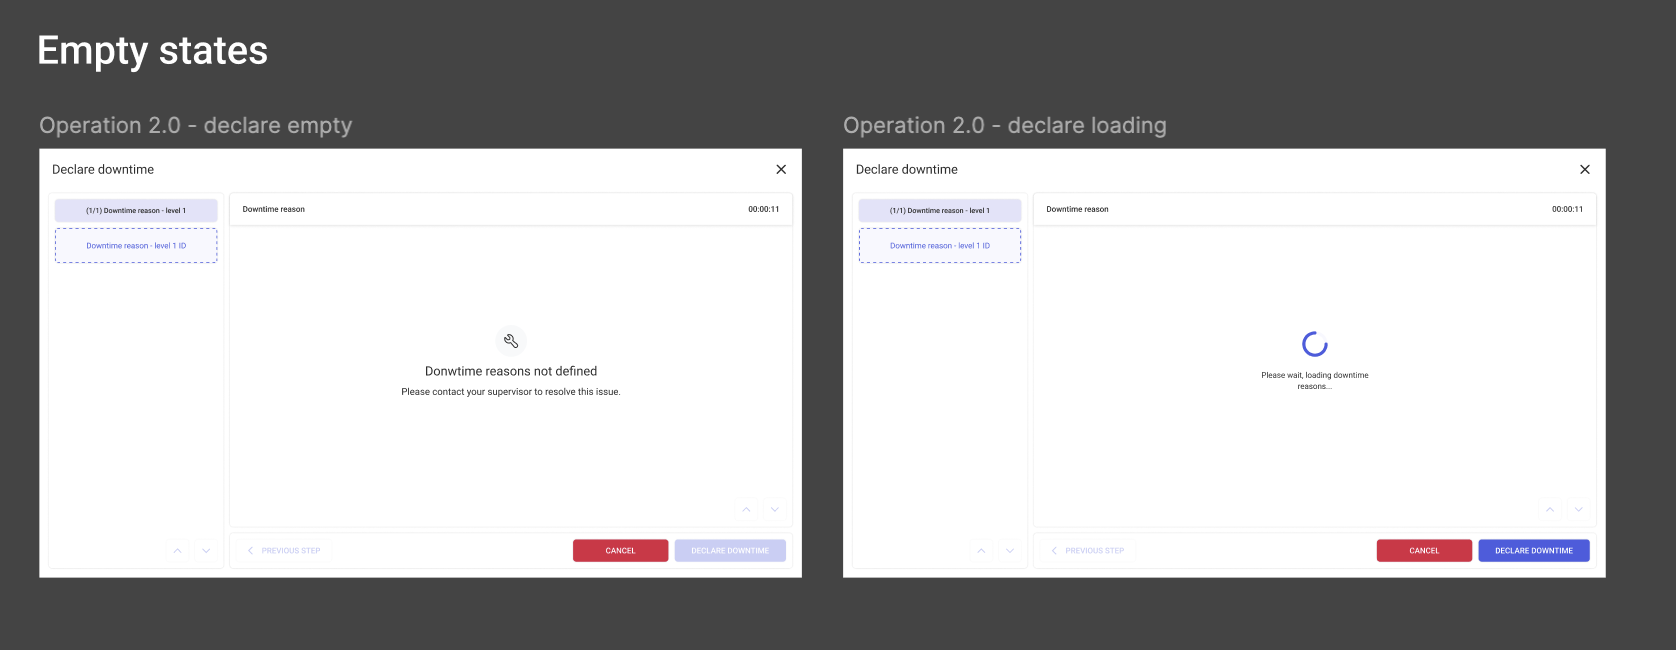 Empty states
Operation 2.0 - declare empty
Declare downtime
(1/1) Downtime reason - level 1
Downtime reason - level 1 ID
Downtime reason
00:00:11
Donwtime reasons not defined
Please contact your supervisor to resolve this issue.
PREVIOUS STEP
CANCEL
DECLARE DOWNTIME
Operation 2.0 - declare loading
Declare downtime
(1/1) Downtime reason - level 1
Downtime reason - level 1 ID
Downtime reason
00:00:11
Please wait, loading downtime
reasons...
PREVIOUS STEP
CANCEL
DECLARE DOWNTIME